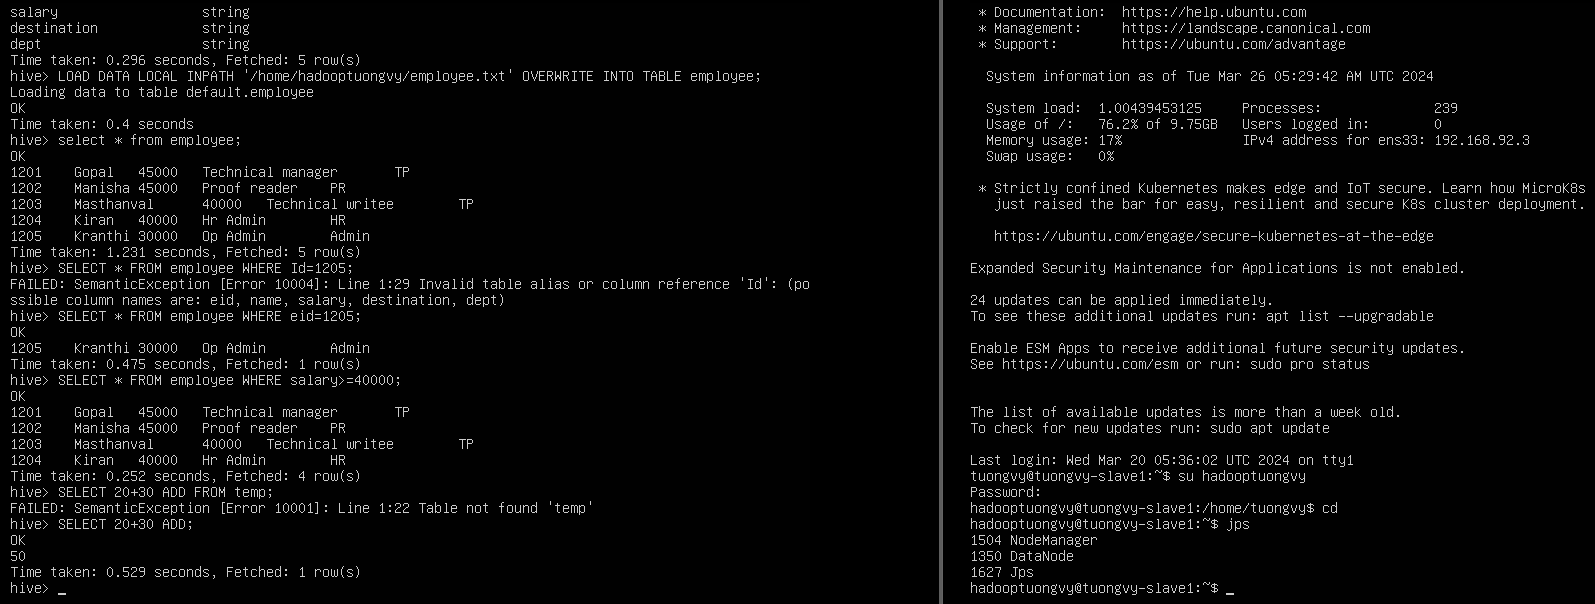 salary                  string
destination             string
dept                    string
Time taken: 0.296 seconds, Fetched: 5 row(s)
hive> LOAD DATA LOCAL INPATH '/home/hadooptuongvy/employee.txt' OVERWRITE INTO TABLE employee;
Loading data to table default.employee
OK
Time taken: 0.4 seconds
hive> select * from employee;
OK
1201    Gopal   45000   Technical manager       TP
1202    Manisha 45000   Proof reader    PR
1203    Masthanval      40000   Technical writee        TP
1204    Kiran   40000   Hr Admin        HR
1205    Kranthi 30000   Op Admin        Admin
Time taken: 1.231 seconds, Fetched: 5 row(s)
hive> SELECT * FROM employee WHERE Id=1205;
FAILED: SemanticException [Error 10004]: Line 1:29 Invalid table alias or column reference 'Id': (po
ssible column names are: eid, name, salary, destination, dept)
hive> SELECT * FROM employee WHERE eid=1205;
OK
1205    Kranthi 30000   Op Admin        Admin
Time taken: 0.475 seconds, Fetched: 1 row(s)
hive> SELECT * FROM employee WHERE salary>=40000;
OK
1201    Gopal   45000   Technical manager       TP
1202    Manisha 45000   Proof reader    PR
1203    Masthanval      40000   Technical writee        TP
1204    Kiran   40000   Hr Admin        HR
Time taken: 0.252 seconds, Fetched: 4 row(s)
hive> SELECT 20+30 ADD FROM temp;
FAILED: SemanticException [Error 10001]: Line 1:22 Table not found 'temp'
hive> SELECT 20+30 ADD;
OK
50
Time taken: 0.529 seconds, Fetched: 1 row(s)
hive> _
* Documentation:  https://help.ubuntu.com
* Management:     https://landscape.canonical.com
* Support:        https://ubuntu.com/advantage
System information as of Tue Mar 26 05:29:42 AM UTC 2024
System load:  1.00439453125     Processes:              239
Usage of /:   76.2% of 9.75GB   Users logged in:        0
Memory usage: 17%               IPv4 address for ens33: 192.168.92.3
Swap usage:   0%
* Strictly confined Kubernetes makes edge and IoT secure. Learn how MicroK8s
just raised the bar for easy, resilient and secure K8s cluster deployment.
https://ubuntu.com/engage/secure-kubernetes-at-the-edge
Expanded Security Maintenance for Applications is not enabled.
24 updates can be applied immediately.
To see these additional updates run: apt list --upgradable
Enable ESM Apps to receive additional future security updates.
See https://ubuntu.com/esm or run: sudo pro status
The list of available updates is more than a week old.
To check for new updates run: sudo apt update
Last login: Wed Mar 20 05:36:02 UTC 2024 on tty1
tuongvy@tuongvy-slave1:~$ su hadooptuongvy
Password:
hadooptuongvy@tuongvy-slave1:/home/tuongvy$ cd
hadooptuongvy@tuongvy-slave1:~$ jps
1504 NodeManager
1350 DataNode
1627 Jps
hadooptuongvy@tuongvy-slave1:~$ _